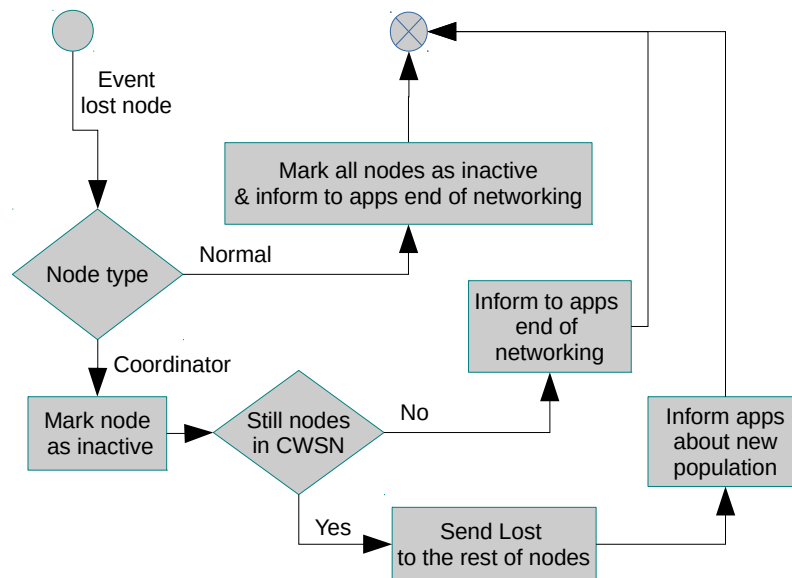 Event
lost node
Mark all nodes as inactive
& inform to apps end of networking
Node type
Normal
Inform to apps
end of
networking
Coordinator
Mark node
as inactive
Still nodes
in CWSN
No
Inform apps
about new
population
Yes
Send Lost
to the rest of nodes